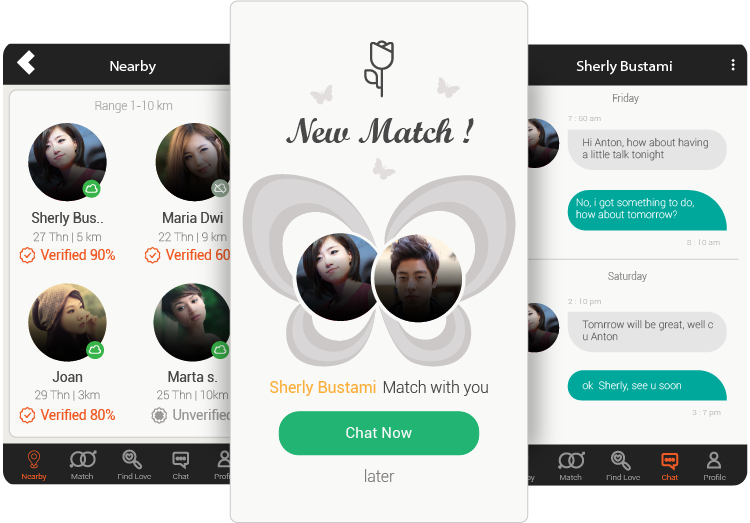 Nearby
Range 1-10 km
Sherly Bus..
27 Thn | 5 km
Verified 90%
Maria Dwi
22 Thn | 9 km
Verified 60
Joan
29 Thn | 3km
Verified 80%
Marta s.
25 Thn | 10km
Unverified
Nearby
Match
Find Love
Chat
Profi
New Match !
Sherly Bustami Match with you
Chat Now
later
Sherly Bustami
Friday
7 : 60 am
Hi Anton, how about having
a little talk tonight
No, i got something to do,
how about tomorrow?
8 : 10 am
Saturday
2 : 10 pm
Tomrrow will be great, well c
u Anton
ok Sherly, see u soon
3 : 7 pm
by
Match
Find Love
Chat
Profile